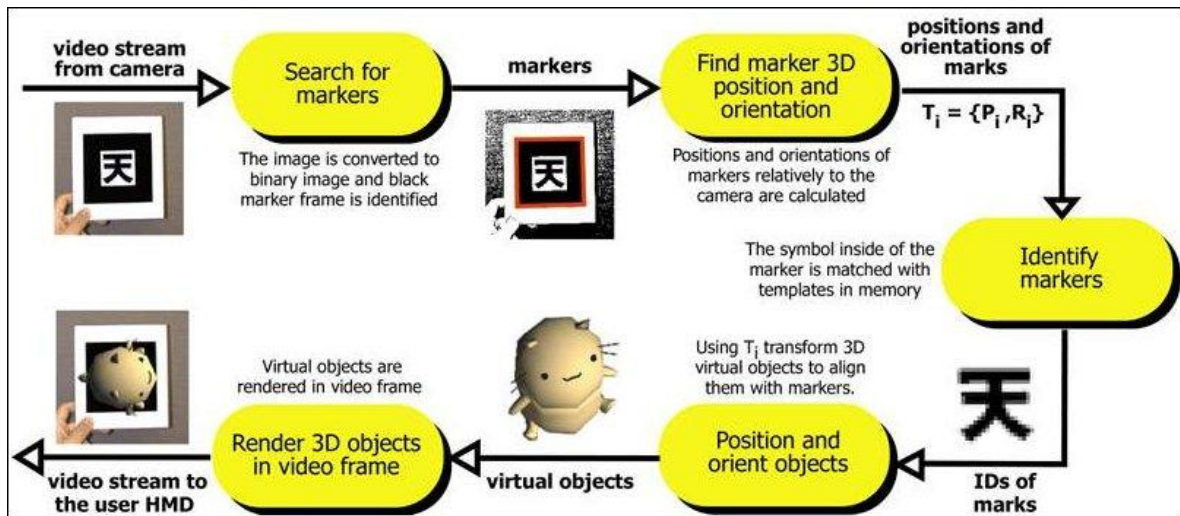 video stream
from camera
天
Search for
markers
The image is converted to
binary image and black
marker frame is identified
markers
天
Find marker 3D
position and
orientation
Positions and orientations of
markers relatively to the
camera are calculated
positions and
orientations of
marks
Tᵢ = {Pᵢ,Rᵢ}
Identify
markers
The symbol inside of the
marker is matched with
templates in memory
天
IDs of
marks
Position and
orient objects
Using Tᵢ transform 3D
virtual objects to align
them with markers.
virtual objects
Render 3D objects
in video frame
Virtual objects are
rendered in video frame
video stream to
the user HMD